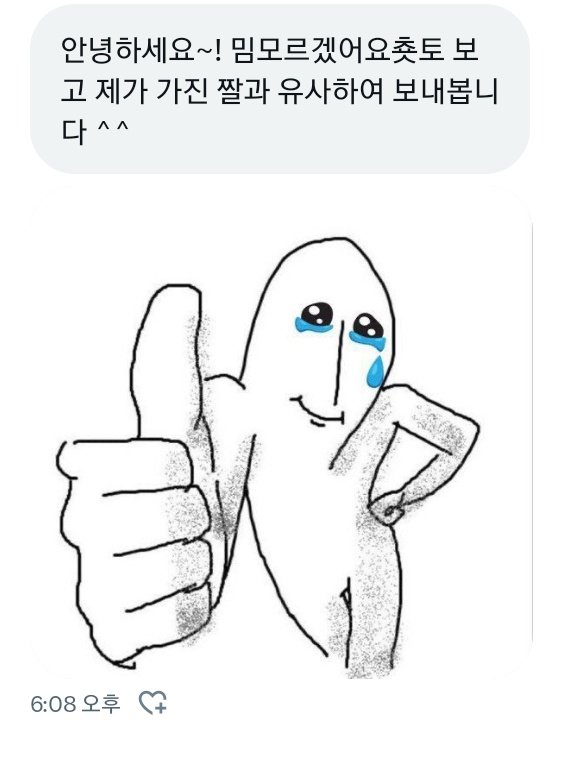 안녕하세요~! 밈모르겠어요춋토 보
고 제가 가진 짤과 유사하여 보내봅니
다 ^ ^
6:08 오후